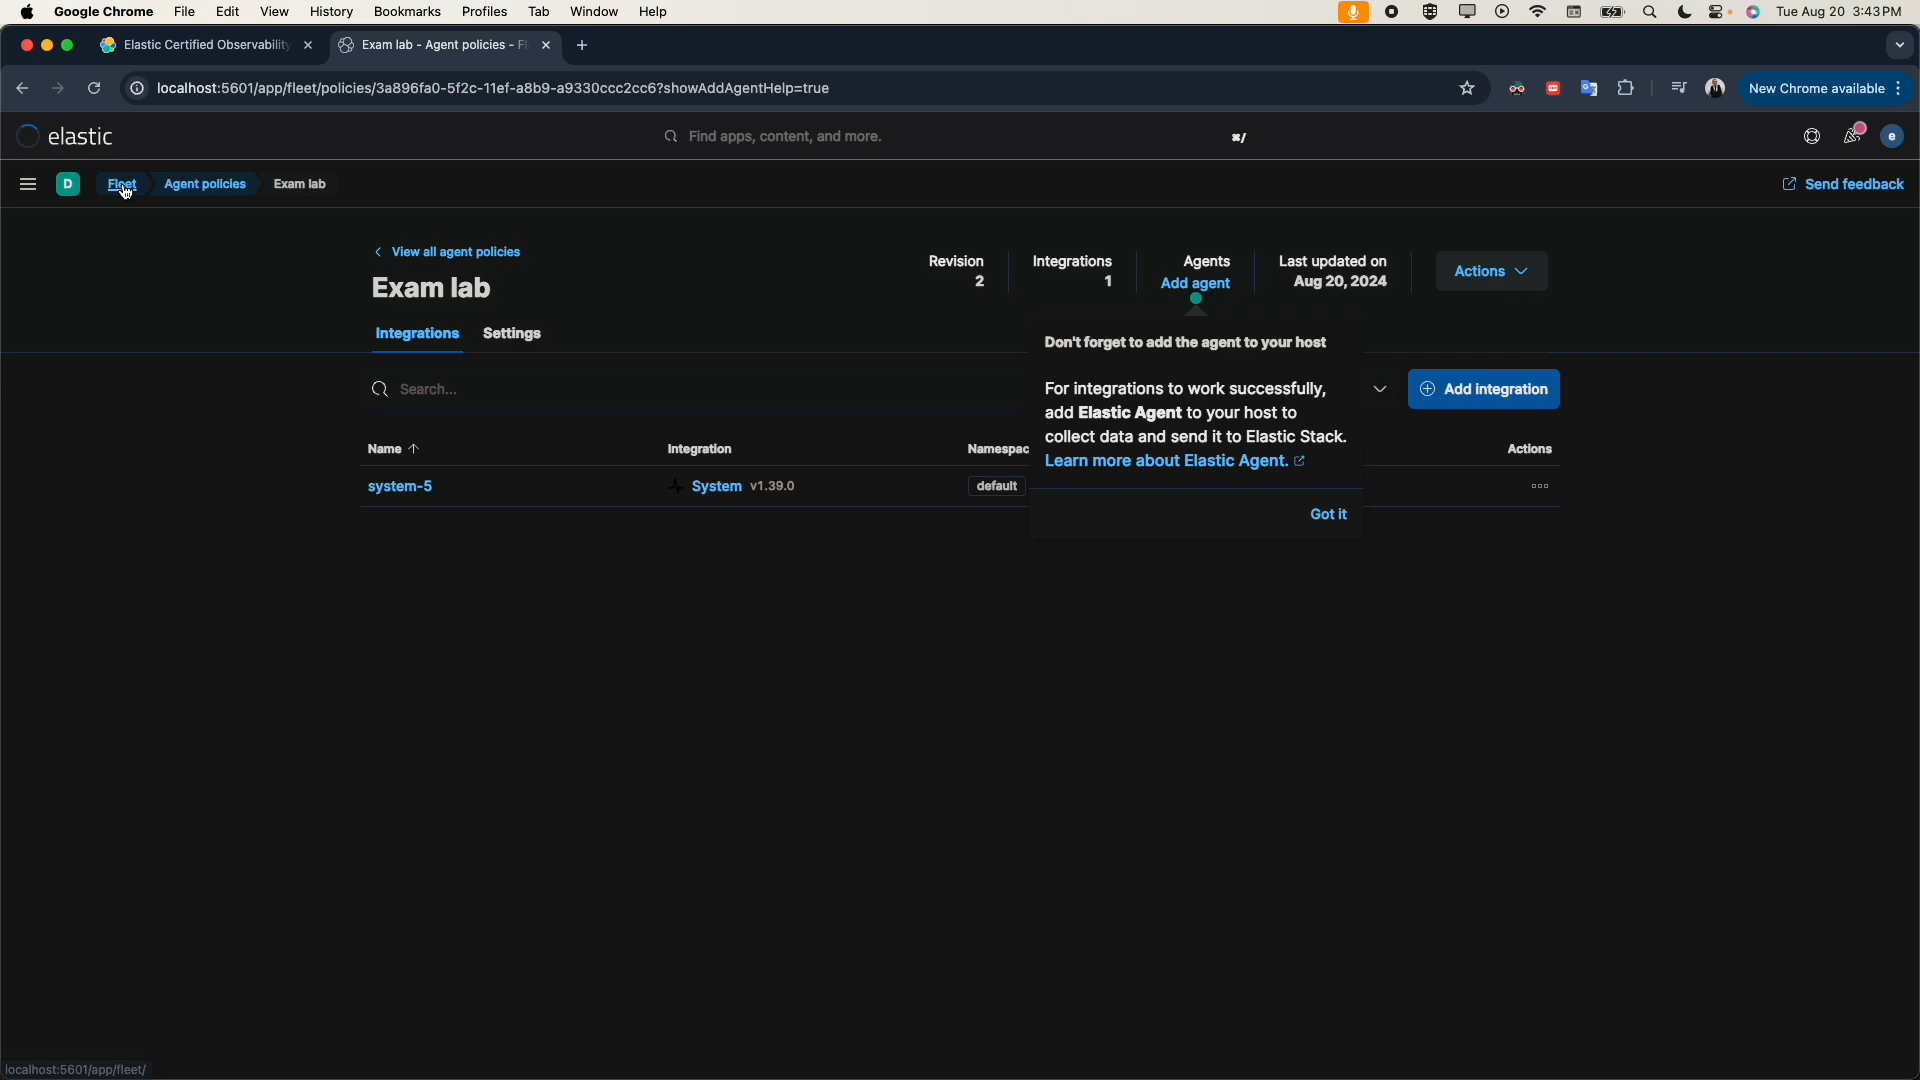 Google Chrome File Edit View History Bookmarks Profiles Tab Window Help Tue Aug 20 3:43 PM
Elastic Certified Observability Exam lab - Agent policies - Fl
localhost:5601/app/fleet/policies/3a896fa0-5f2c-11ef-a8b9-a9330ccc2cc6?showAddAgentHelp=true New Chrome available
elastic Find apps, content, and more. ⌘/ e
D Fleet Agent policies Exam lab Send feedback
View all agent policies
Exam lab
Revision Integrations Agents Last updated on
2 1 Add agent Aug 20, 2024
Actions
Integrations Settings
Don't forget to add the agent to your host
For integrations to work successfully,
add Elastic Agent to your host to
collect data and send it to Elastic Stack.
Learn more about Elastic Agent.
Got it
Search... Add integration
Name Integration Namespac Actions
system-5 System v1.39.0 default
localhost:5601/app/fleet/